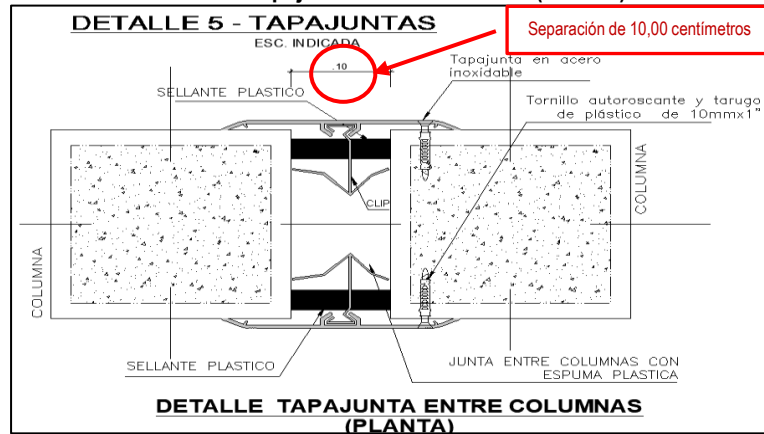 DETALLE 5 - TAPAJUNTAS
ESC. INDICADA
Separación de 10,00 centímetros
.10
Tapajunta en acero
inoxidable
SELLANTE PLASTICO
Tornillo autoroscante y tarugo
de plástico de 10mmx1"
COLUMNA
CLIP
COLUMNA
SELLANTE PLASTICO
JUNTA ENTRE COLUMNAS CON
ESPUMA PLASTICA
DETALLE TAPAJUNTA ENTRE COLUMNAS
(PLANTA)